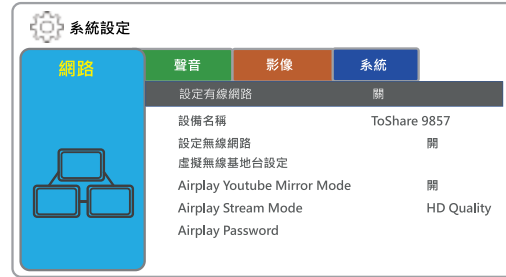 系統設定
網路 聲音 影像 系統
設定有線網路 關
設備名稱 ToShare 9857
設定無線網路 開
虛擬無線基地台設定
Airplay Youtube Mirror Mode 開
Airplay Stream Mode HD Quality
Airplay Password